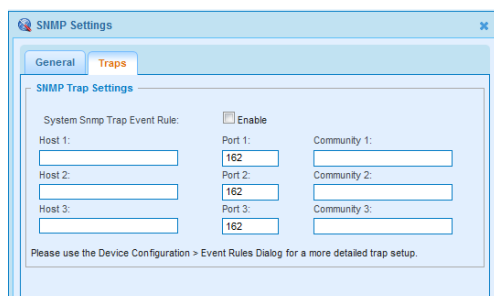 SNMP Settings
General Traps
SNMP Trap Settings
System Snmp Trap Event Rule: Enable
Host 1: Port 1: Community 1:
162
Host 2: Port 2: Community 2:
162
Host 3: Port 3: Community 3:
162
Please use the Device Configuration > Event Rules Dialog for a more detailed trap setup.